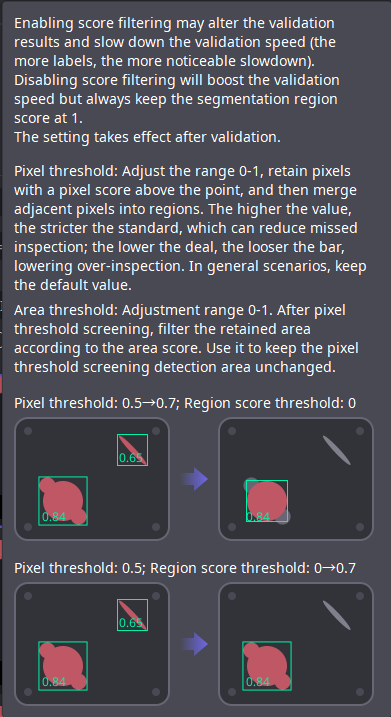 Enabling score filtering may alter the validation
results and slow down the validation speed (the
more labels, the more noticeable slowdown).
Disabling score filtering will boost the validation
speed but always keep the segmentation region
score at 1.
The setting takes effect after validation.
Pixel threshold: Adjust the range 0-1, retain pixels
with a pixel score above the point, and then merge
adjacent pixels into regions. The higher the value,
the stricter the standard, which can reduce missed
inspection; the lower the deal, the looser the bar,
lowering over-inspection. In general scenarios, keep
the default value.
Area threshold: Adjustment range 0-1. After pixel
threshold screening, filter the retained area
according to the area score. Use it to keep the pixel
threshold screening detection area unchanged.
Pixel threshold: 0.5→0.7; Region score threshold: 0
0.65
0.84
0.84
Pixel threshold: 0.5; Region score threshold: 0→0.7
0.65
0.84
0.84